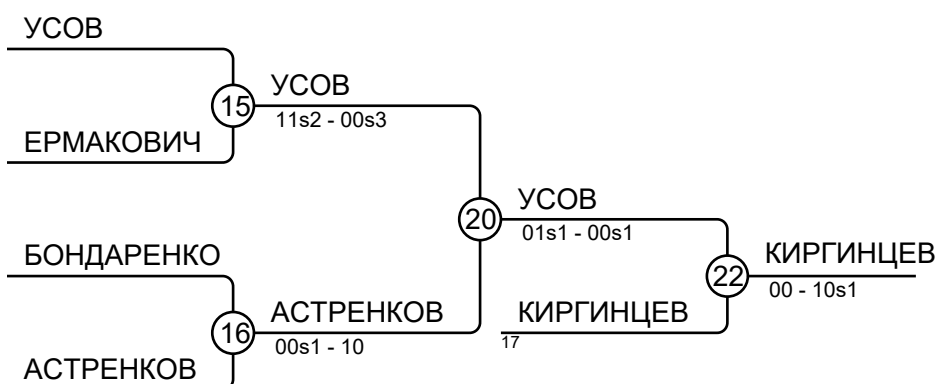 УСОВ
15
УСОВ
11s2 - 00s3
ЕРМАКОВИЧ
20
УСОВ
01s1 - 00s1
БОНДАРЕНКО
22
КИРГИНЦЕВ
00 - 10s1
16
АСТРЕНКОВ
00s1 - 10
КИРГИНЦЕВ
17
АСТРЕНКОВ